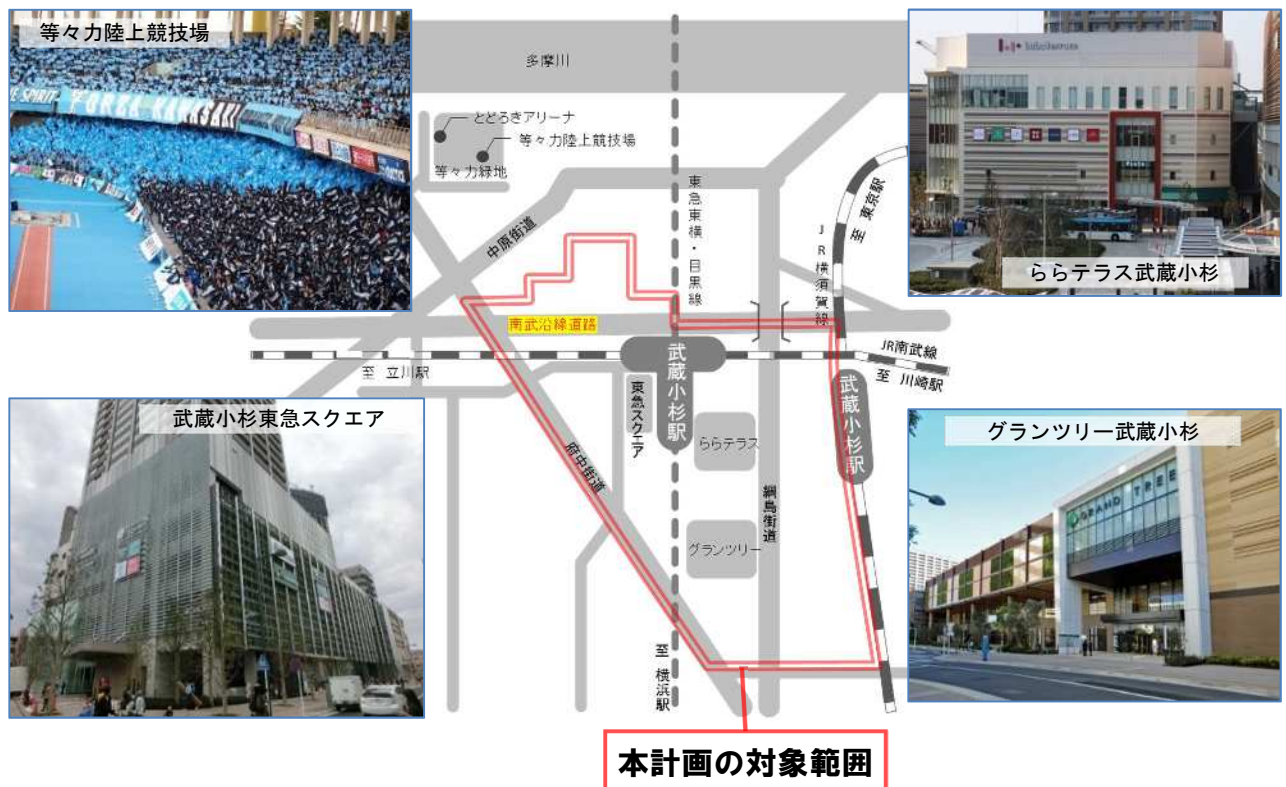 等々力陸上競技場
FORZA KAWASAKI
ららテラス武蔵小杉
多摩川
とどろきアリーナ
等々力陸上競技場
等々力緑地
中原街道
東急東横・目黒線
JR横須賀線
至 東京駅
南武沿線道路
JR南武線
至 川崎駅
至 立川駅
武蔵小杉駅
東急スクエア
ららテラス
武蔵小杉駅
府中街道
綱島街道
グランツリー
至 横浜駅
武蔵小杉東急スクエア
グランツリー武蔵小杉
GRAND TREE
本計画の対象範囲